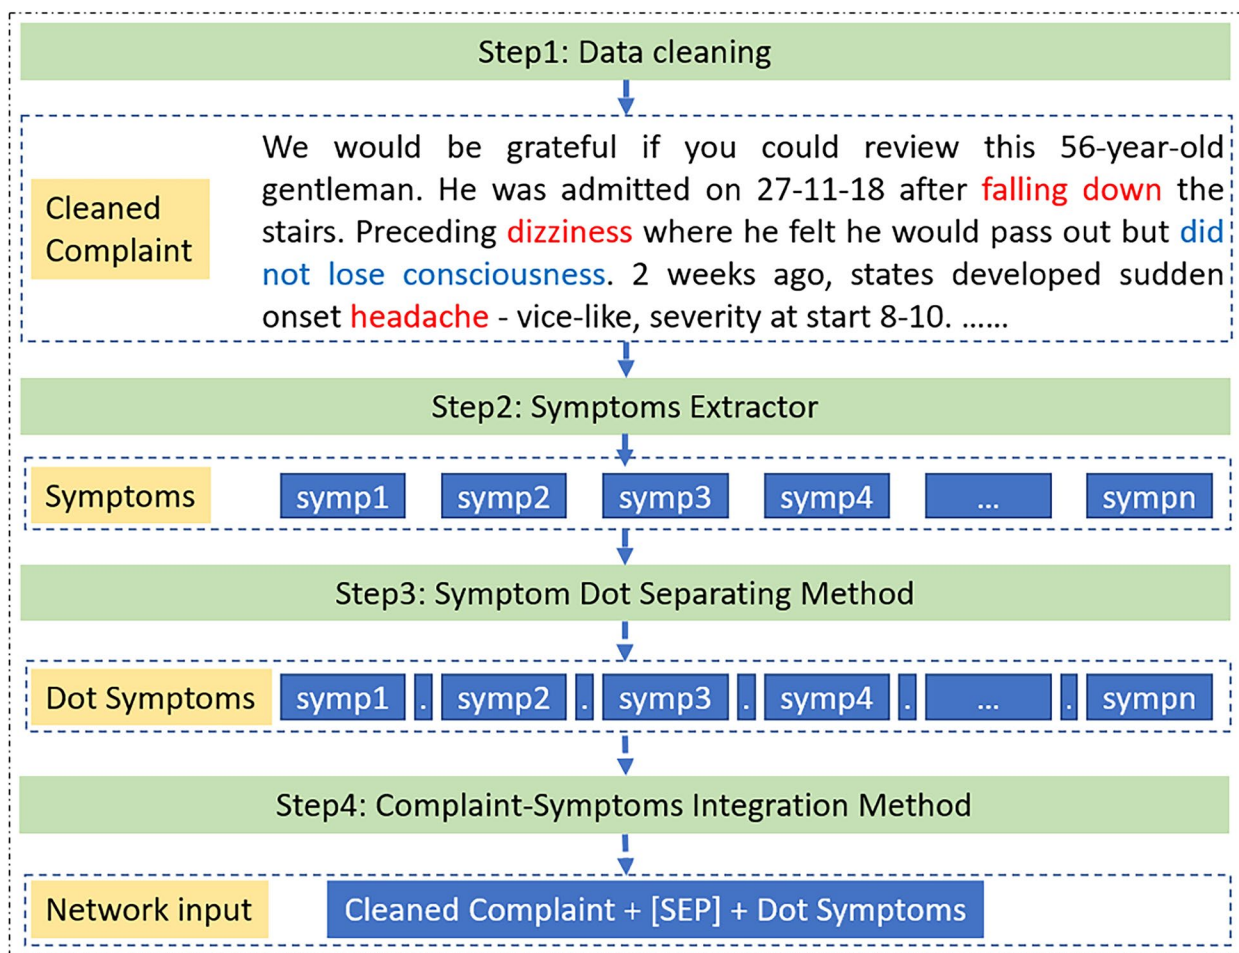 Step1: Data cleaning
Cleaned
Complaint
We would be grateful if you could review this 56-year-old
gentleman. He was admitted on 27-11-18 after falling down the
stairs. Preceding dizziness where he felt he would pass out but did
not lose consciousness. 2 weeks ago, states developed sudden
onset headache - vice-like, severity at start 8-10. ......
Step2: Symptoms Extractor
Symptoms symp1 symp2 symp3 symp4 ... sympn
Step3: Symptom Dot Separating Method
Dot Symptoms symp1 . symp2 . symp3 . symp4 . ... . sympn
Step4: Complaint-Symptoms Integration Method
Network input Cleaned Complaint + [SEP] + Dot Symptoms